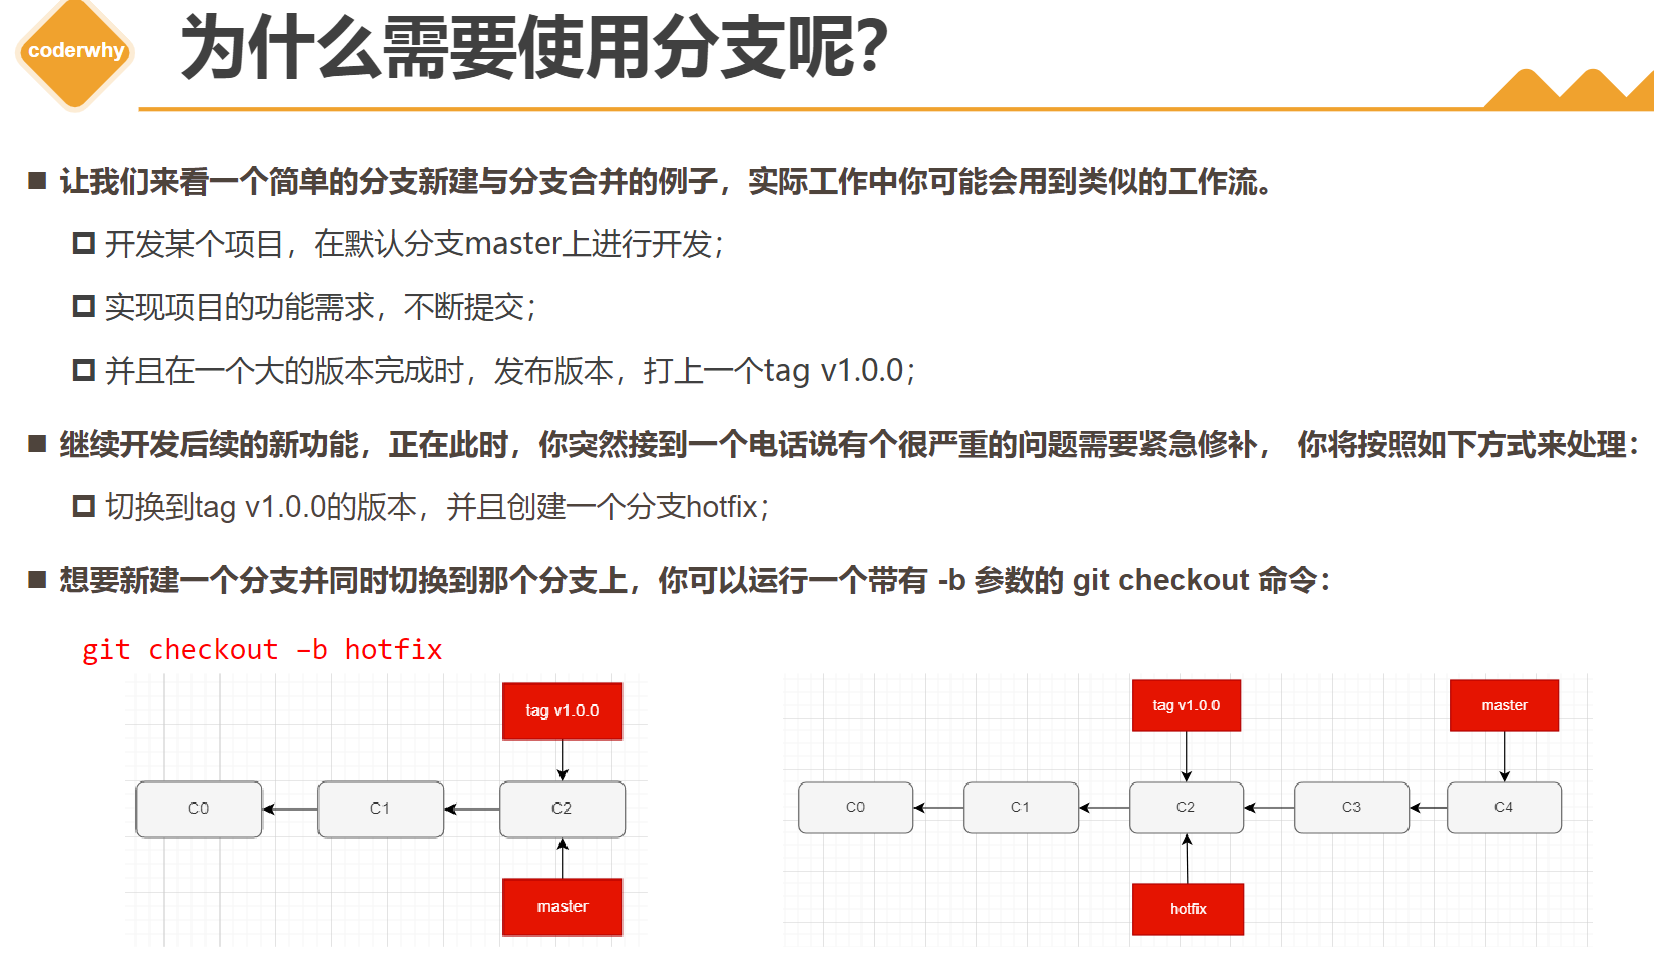 coderwhy
为什么需要使用分支呢?
让我们来看一个简单的分支新建与分支合并的例子，实际工作中你可能会用到类似的工作流。
开发某个项目，在默认分支master上进行开发；
实现项目的功能需求，不断提交；
并且在一个大的版本完成时，发布版本，打上一个tag v1.0.0；
继续开发后续的新功能，正在此时，你突然接到一个电话说有个很严重的问题需要紧急修补， 你将按照如下方式来处理：
切换到tag v1.0.0的版本，并且创建一个分支hotfix；
想要新建一个分支并同时切换到那个分支上，你可以运行一个带有 -b 参数的 git checkout 命令：
git checkout –b hotfix
tag v1.0.0
C0 C1 C2
master
tag v1.0.0 master
C0 C1 C2 C3 C4
hotfix